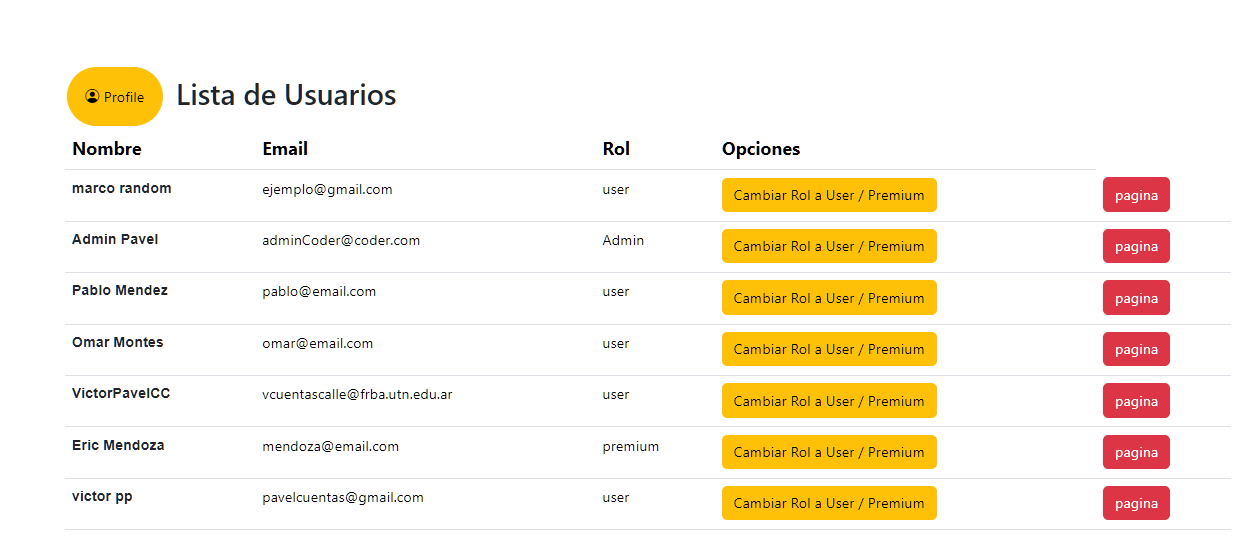 Profile Lista de Usuarios
Nombre Email Rol Opciones
marco random ejemplo@gmail.com user Cambiar Rol a User / Premium pagina
Admin Pavel adminCoder@coder.com Admin Cambiar Rol a User / Premium pagina
Pablo Mendez pablo@email.com user Cambiar Rol a User / Premium pagina
Omar Montes omar@email.com user Cambiar Rol a User / Premium pagina
VictorPavelCC vcuentascalle@frba.utn.edu.ar user Cambiar Rol a User / Premium pagina
Eric Mendoza mendoza@email.com premium Cambiar Rol a User / Premium pagina
victor pp pavelcuentas@gmail.com user Cambiar Rol a User / Premium pagina